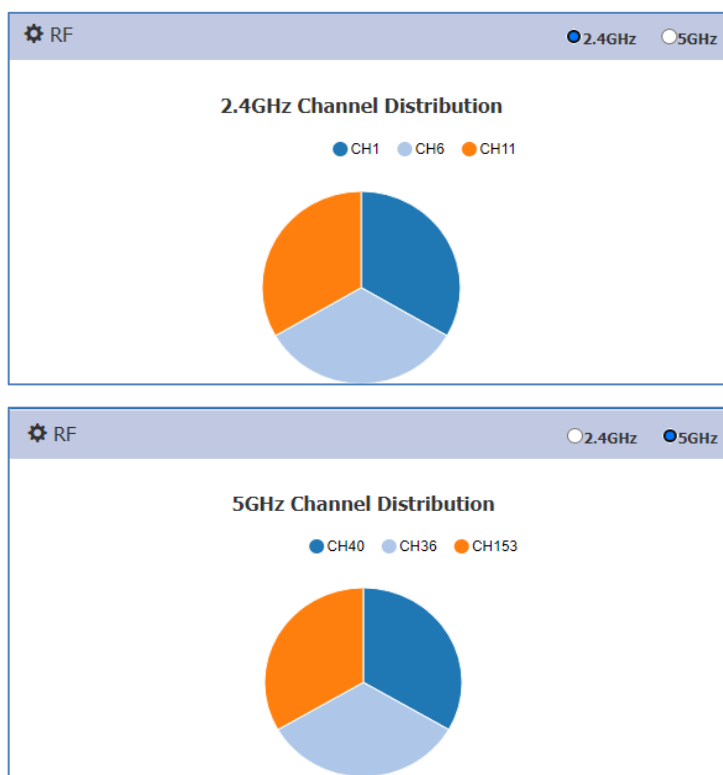 RF 2.4GHz 5GHz
2.4GHz Channel Distribution
CH1 CH6 CH11
RF 2.4GHz 5GHz
5GHz Channel Distribution
CH40 CH36 CH153